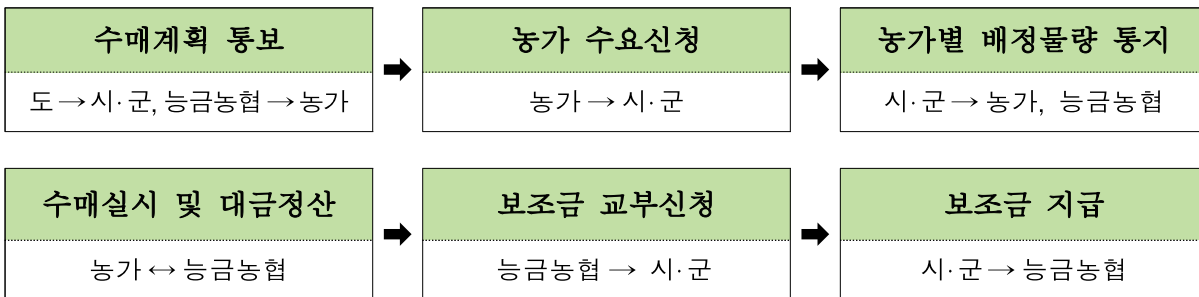 수매계획 통보
도 → 시·군, 능금농협 → 농가
농가 수요신청
농가 → 시·군
농가별 배정물량 통지
시·군 → 농가, 능금농협
수매실시 및 대금정산
농가 ↔ 능금농협
보조금 교부신청
능금농협 → 시·군
보조금 지급
시·군 → 능금농협